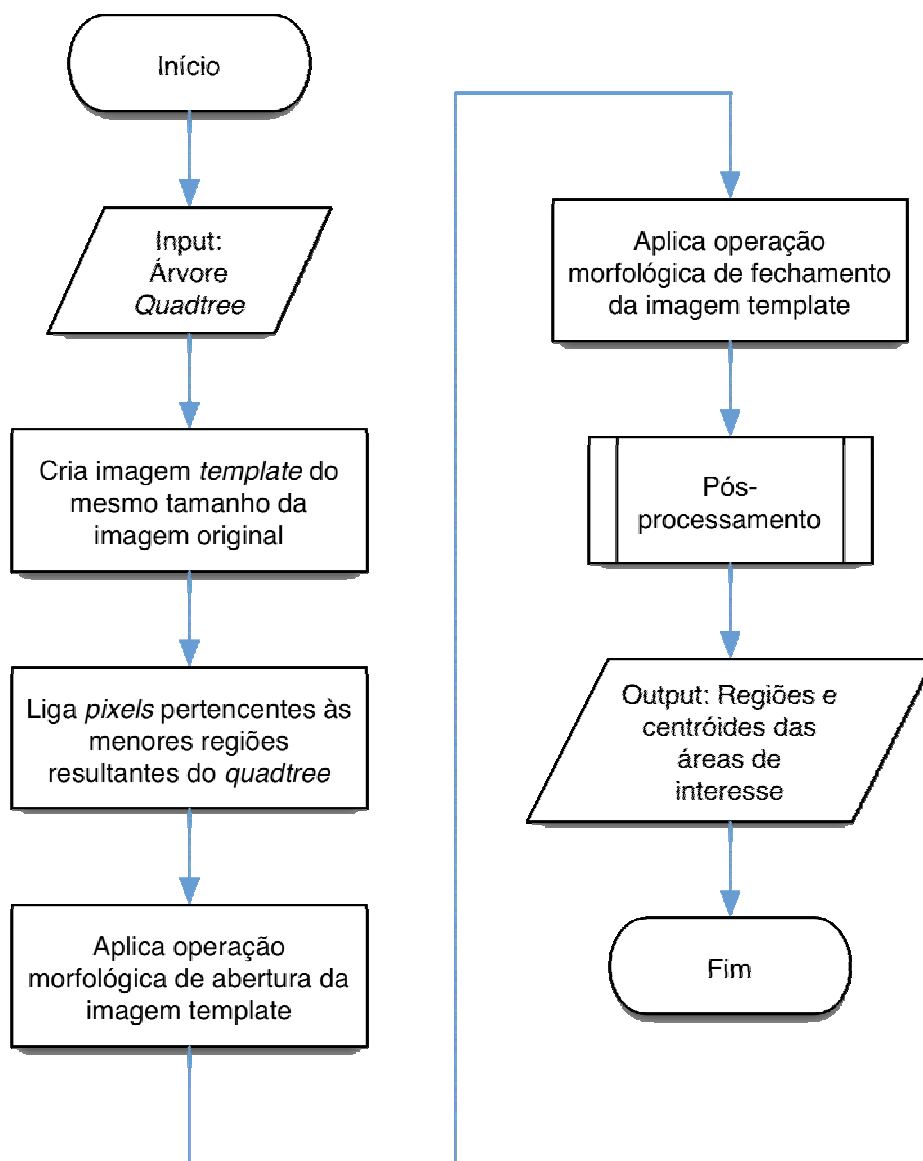 Início
Input:
Árvore
Quadtree
Cria imagem template do
mesmo tamanho da
imagem original
Liga pixels pertencentes às
menores regiões
resultantes do quadtree
Aplica operação
morfológica de abertura da
imagem template
Aplica operação
morfológica de fechamento
da imagem template
Pós-
processamento
Output: Regiões e
centróides das
áreas de
interesse
Fim